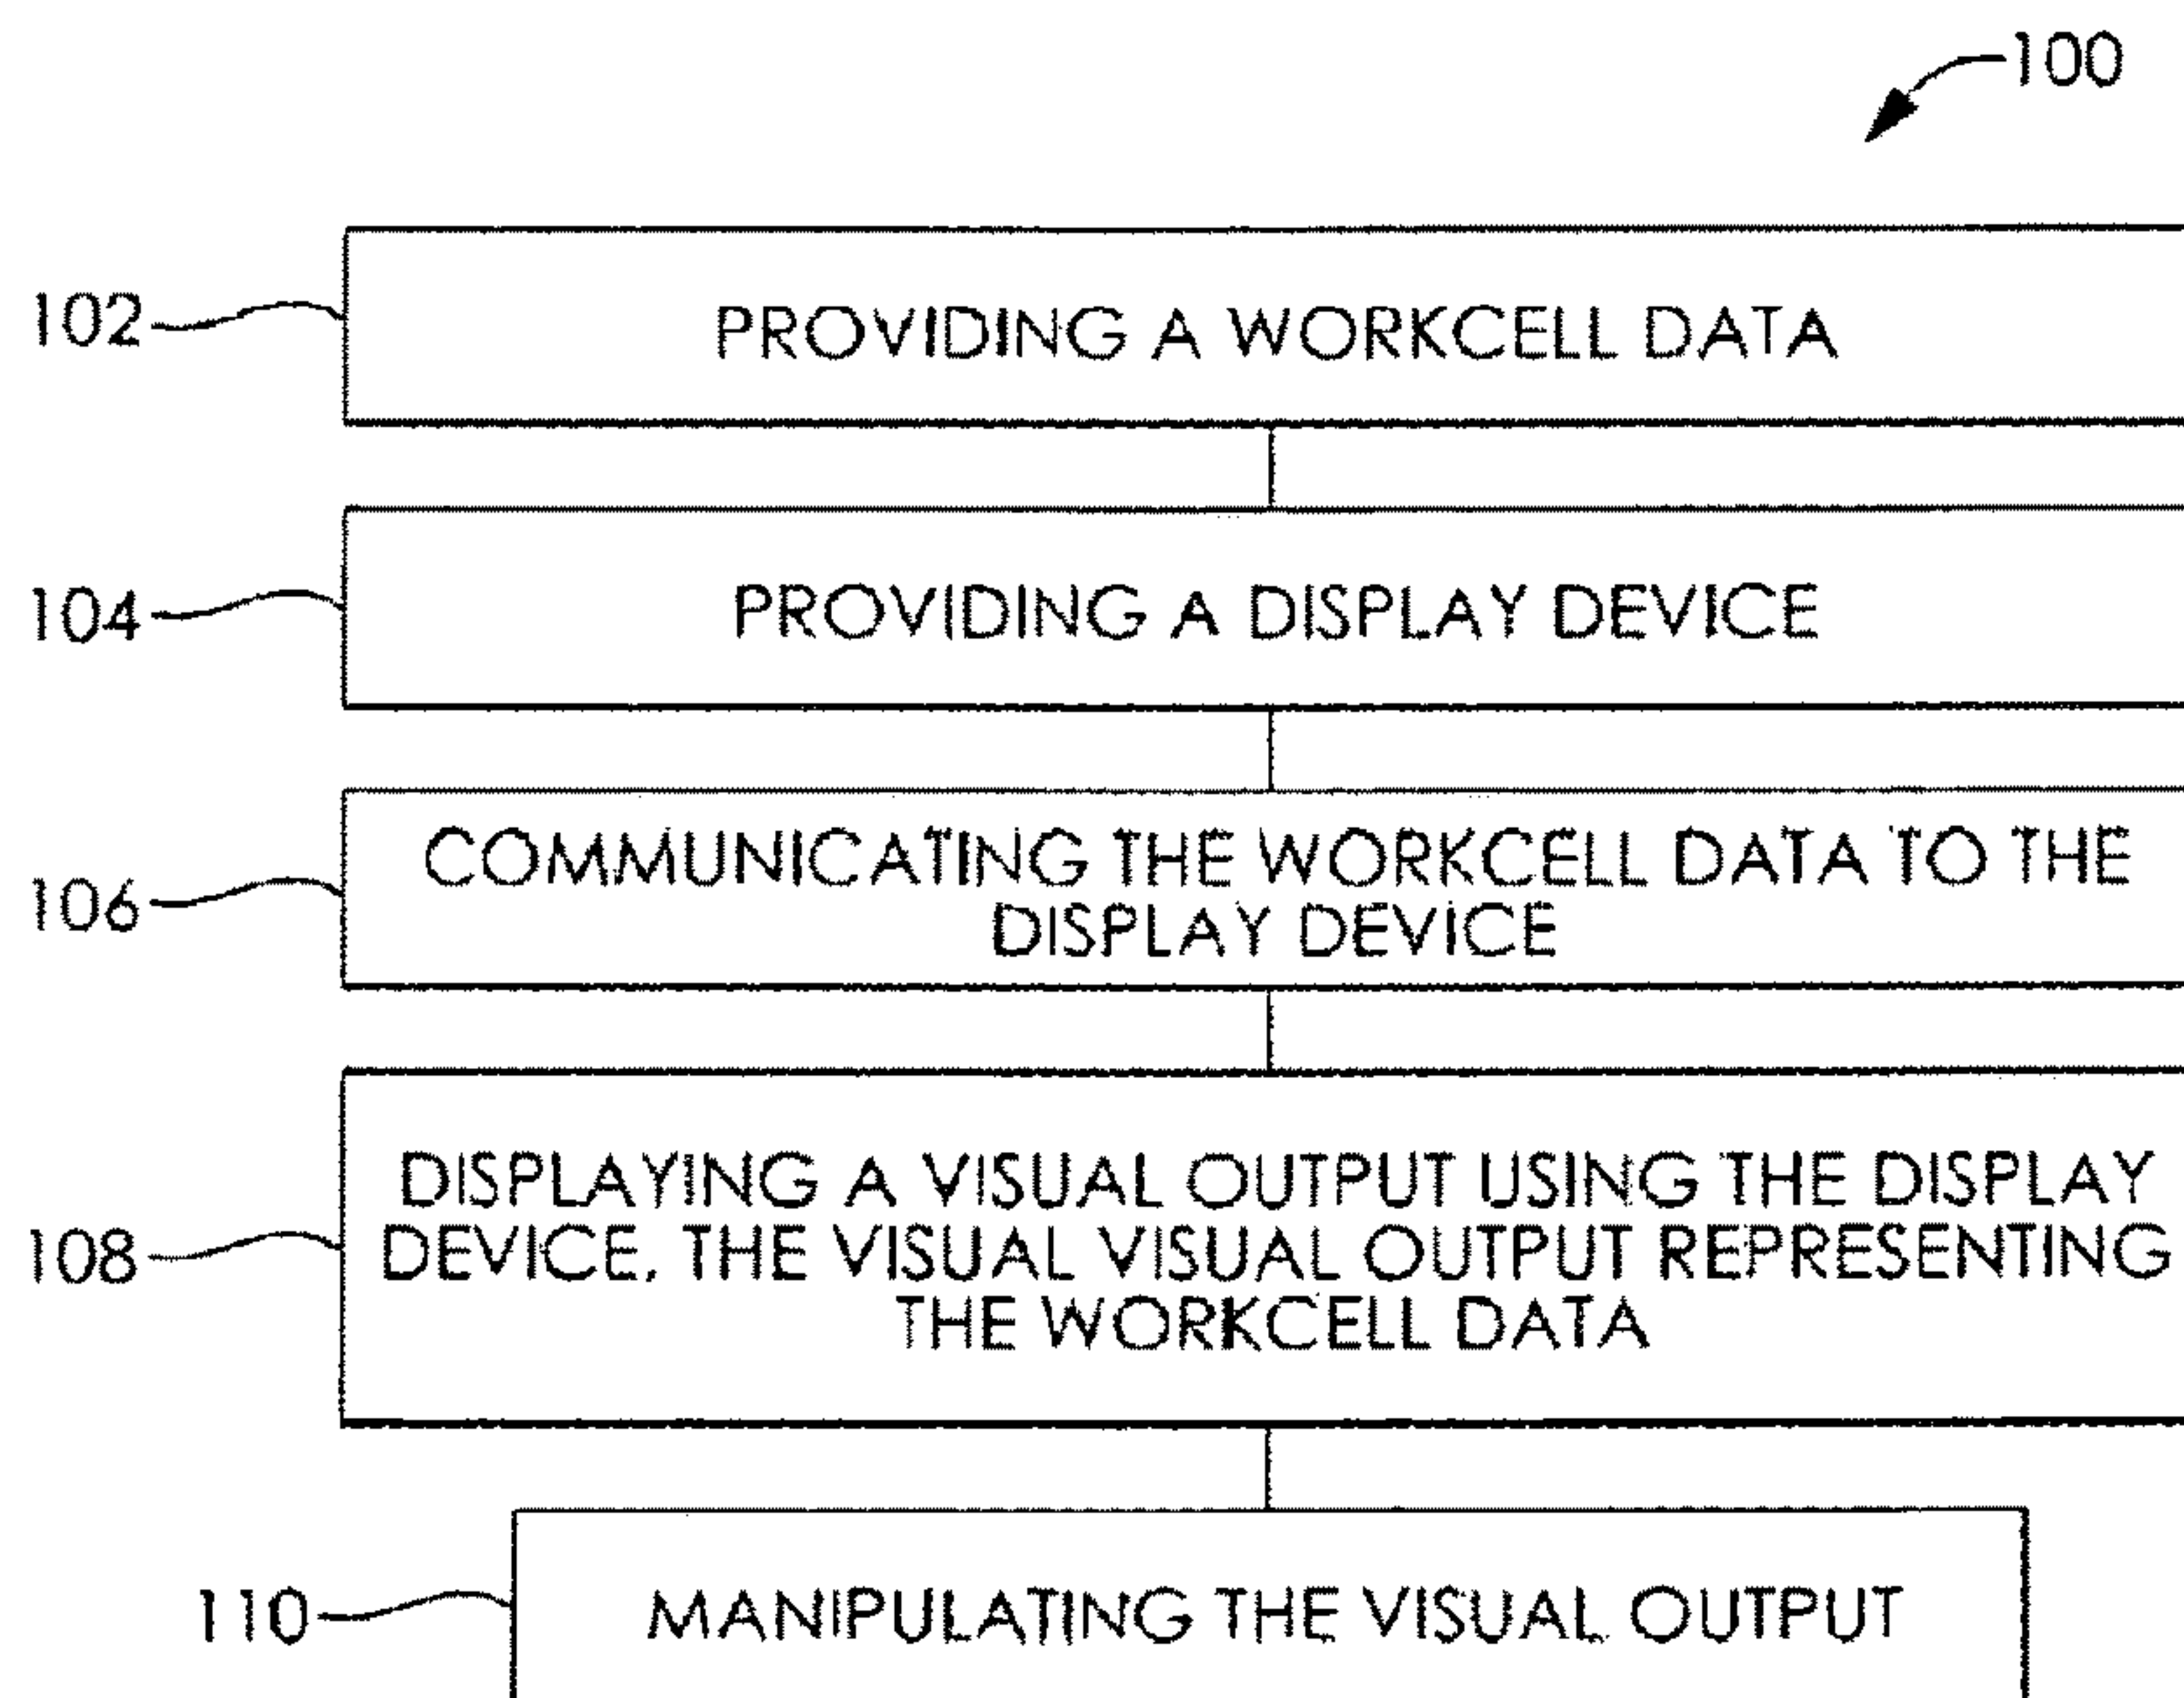 100
102
PROVIDING A WORKCELL DATA
104
PROVIDING A DISPLAY DEVICE
106
COMMUNICATING THE WORKCELL DATA TO THE
DISPLAY DEVICE
108
DISPLAYING A VISUAL OUTPUT USING THE DISPLAY
DEVICE, THE VISUAL VISUAL OUTPUT REPRESENTING
THE WORKCELL DATA
110
MANIPULATING THE VISUAL OUTPUT